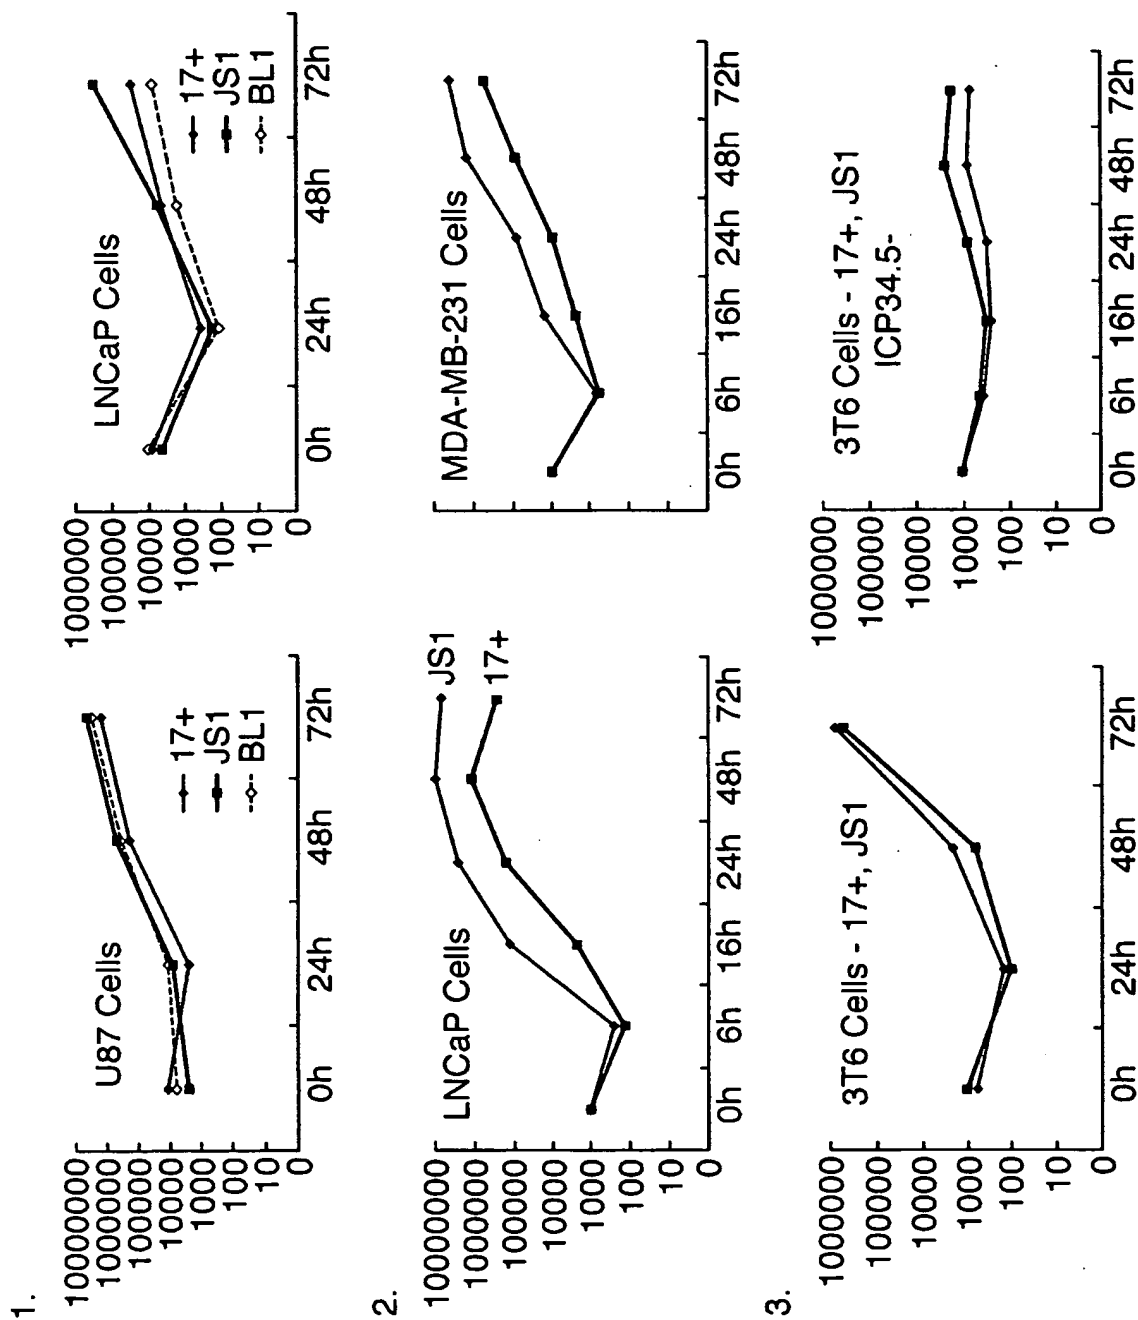 1.
10000000
1000000
100000
10000
1000
100
10
0
U87 Cells
17+
JS1
BL1
0h 24h 48h 72h
1000000
100000
10000
1000
100
10
0
LNCaP Cells
17+
JS1
BL1
0h 24h 48h 72h
2.
10000000
1000000
100000
10000
1000
100
10
0
LNCaP Cells
JS1
17+
0h 6h 16h 24h 48h 72h
MDA-MB-231 Cells
0h 6h 16h 24h 48h 72h
3.
1000000
100000
10000
1000
100
10
0
3T6 Cells - 17+, JS1
0h 24h 48h 72h
1000000
100000
10000
1000
100
10
0
3T6 Cells - 17+, JS1
ICP34.5-
0h 6h 16h 24h 48h 72h